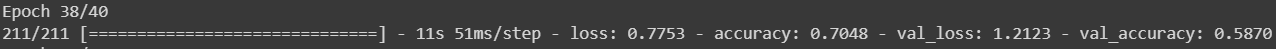 Epoch 38/40
211/211 [==============================] - 11s 51ms/step - loss: 0.7753 - accuracy: 0.7048 - val_loss: 1.2123 - val_accuracy: 0.5870